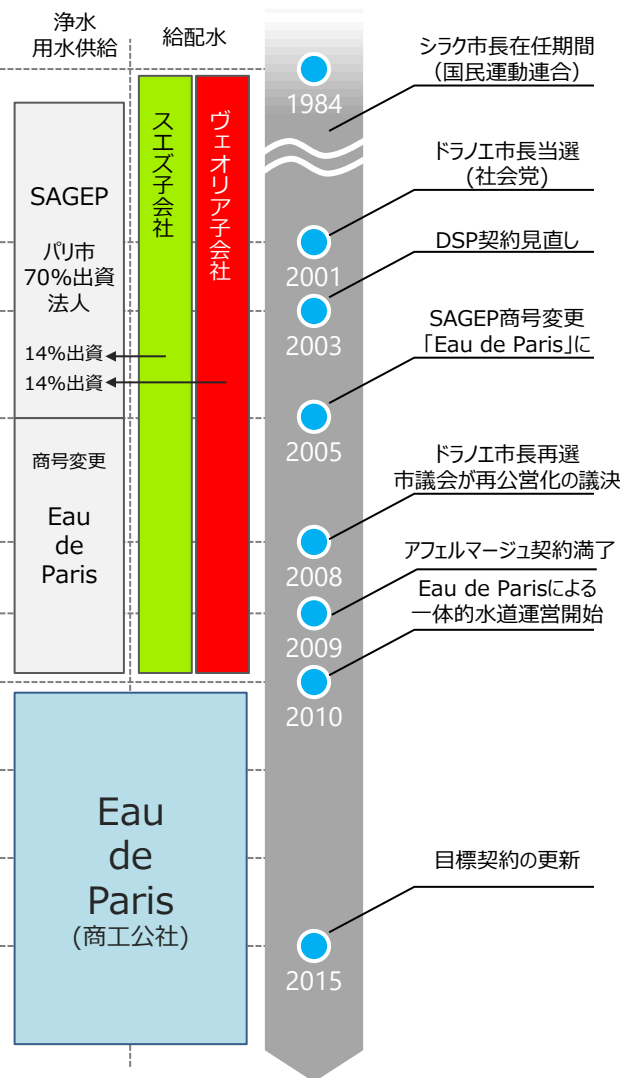 浄水
用水供給
給配水
スエズ子会社
ヴェオリア子会社
SAGEP
パリ市
70%出資
法人
14%出資
14%出資
商号変更
Eau
de
Paris
Eau
de
Paris
(商工公社)
1984
2001
2003
2005
2008
2009
2010
2015
シラク市長在任期間
(国民運動連合)
ドラノエ市長当選
(社会党)
DSP契約見直し
SAGEP商号変更
「Eau de Paris」に
ドラノエ市長再選
市議会が再公営化の議決
アフェルマージュ契約満了
Eau de Parisによる
一体的水道運営開始
目標契約の更新